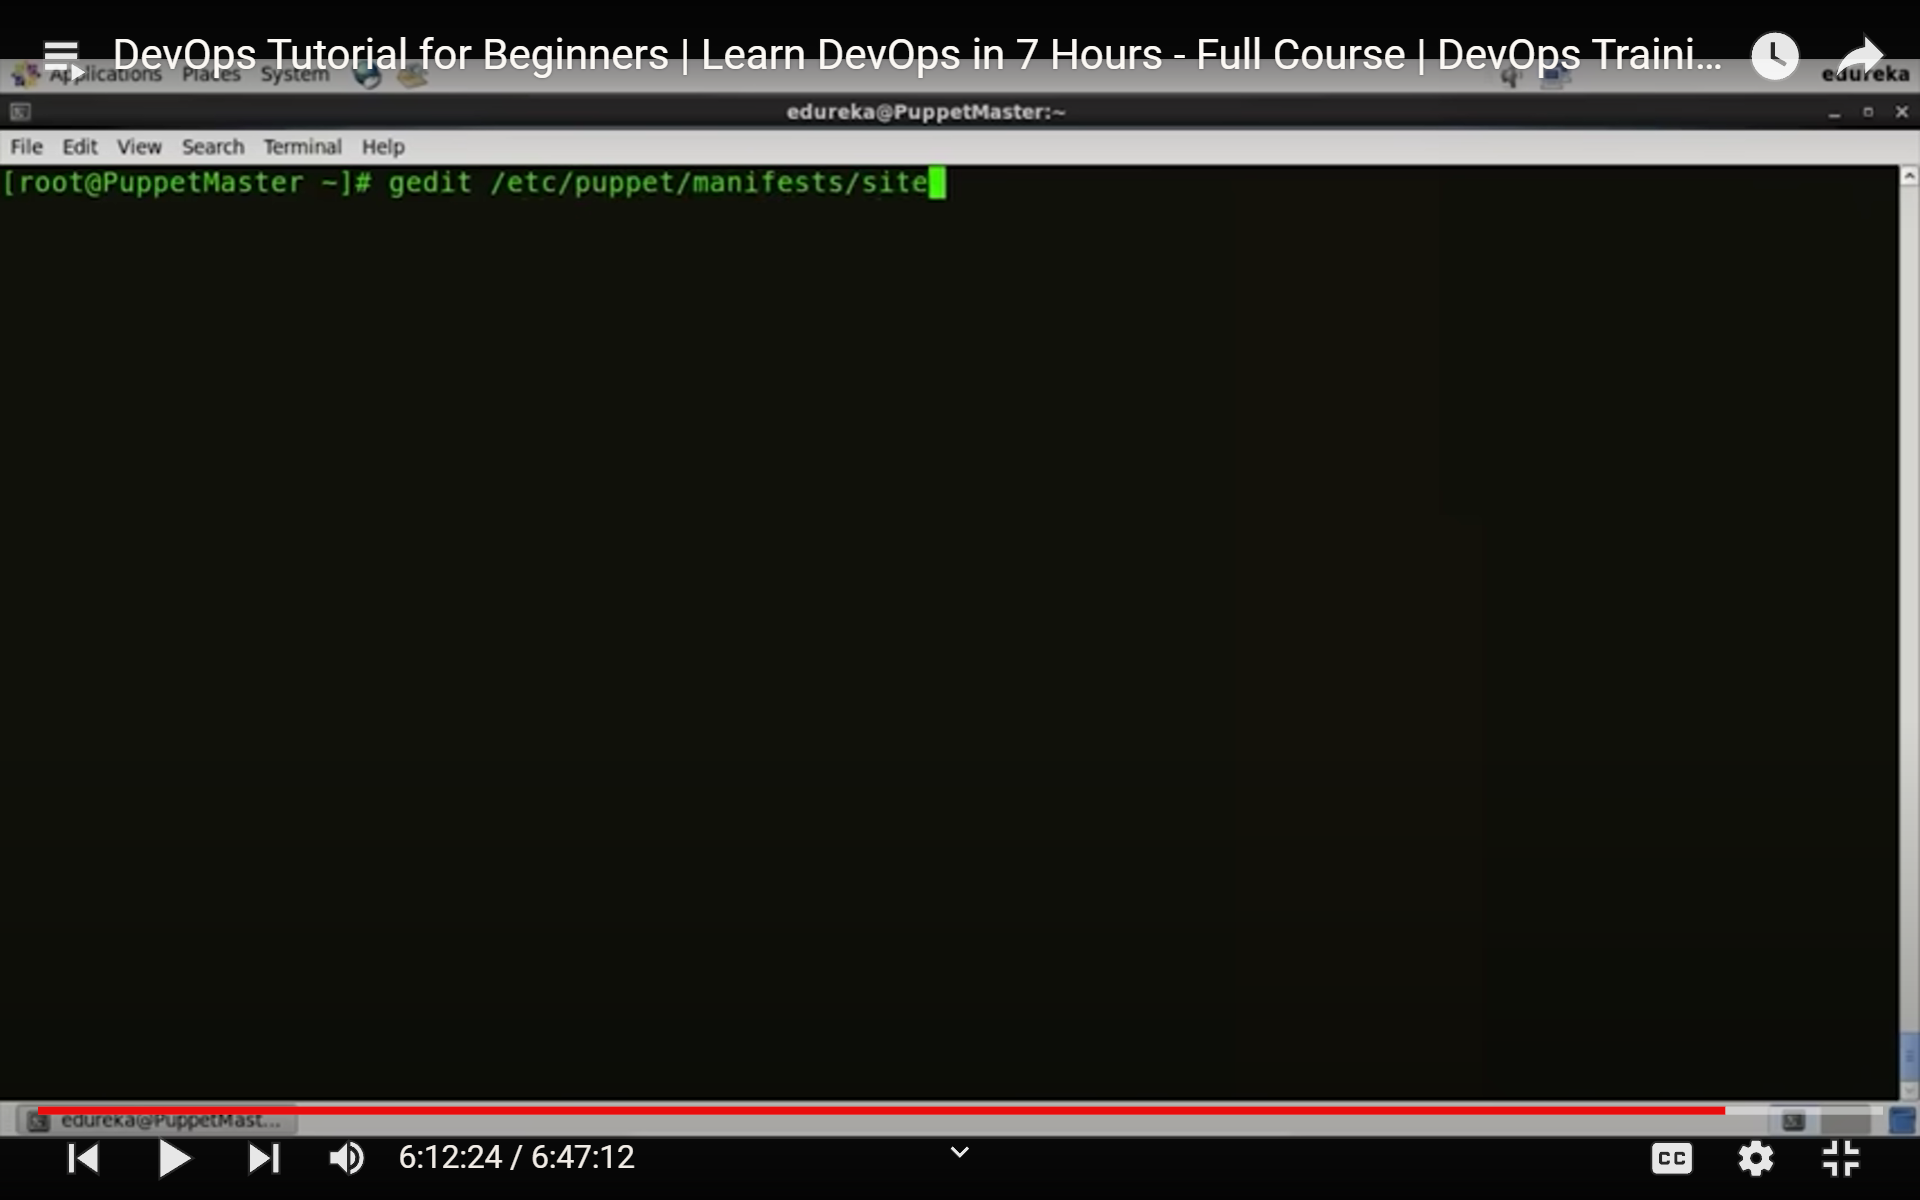 DevOps Tutorial for Beginners | Learn DevOps in 7 Hours - Full Course | DevOps Traini...
Applications Places System edureka
edureka@PuppetMaster:~
File Edit View Search Terminal Help
[root@PuppetMaster ~]# gedit /etc/puppet/manifests/site
edureka@PuppetMast...
6:12:24 / 6:47:12
CC